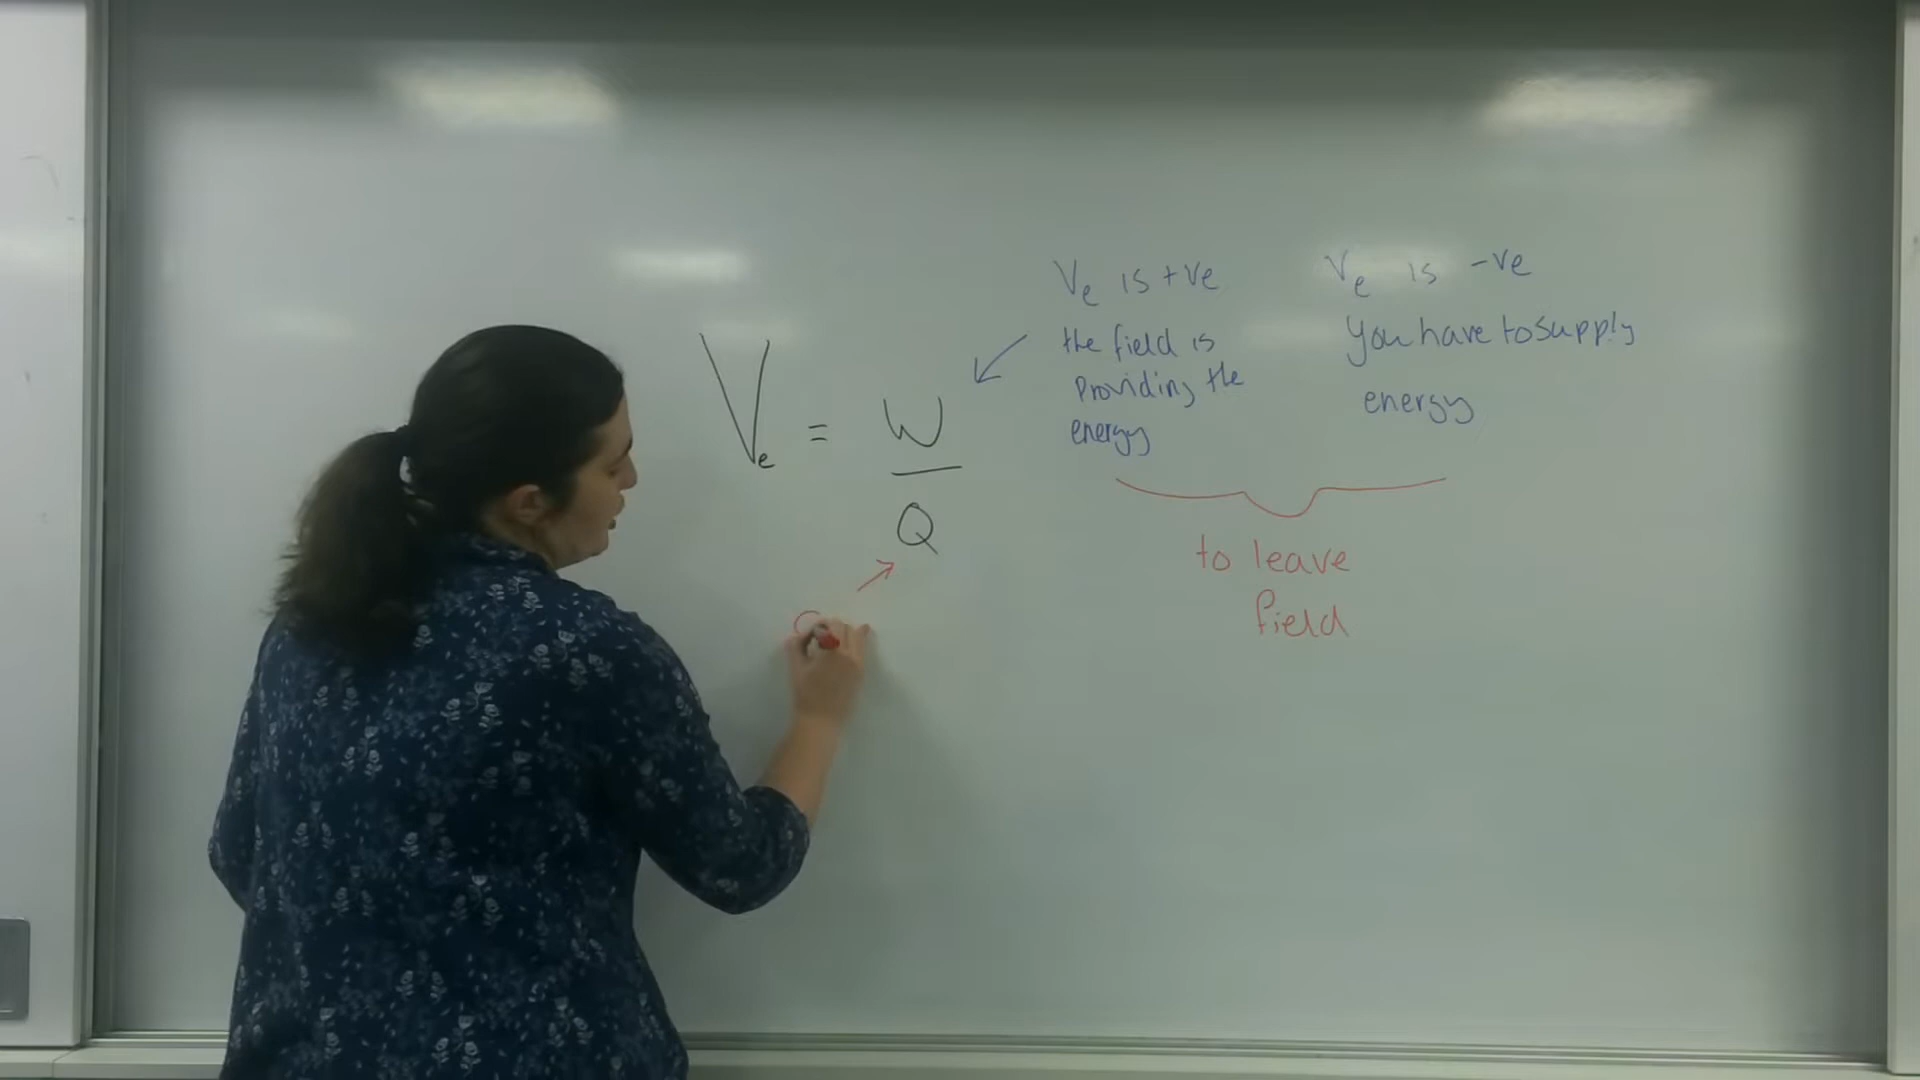 Ve = W
Q
Ve is +ve
the field is
providing the
energy
Ve is -ve
You have to supply
energy
to leave
field